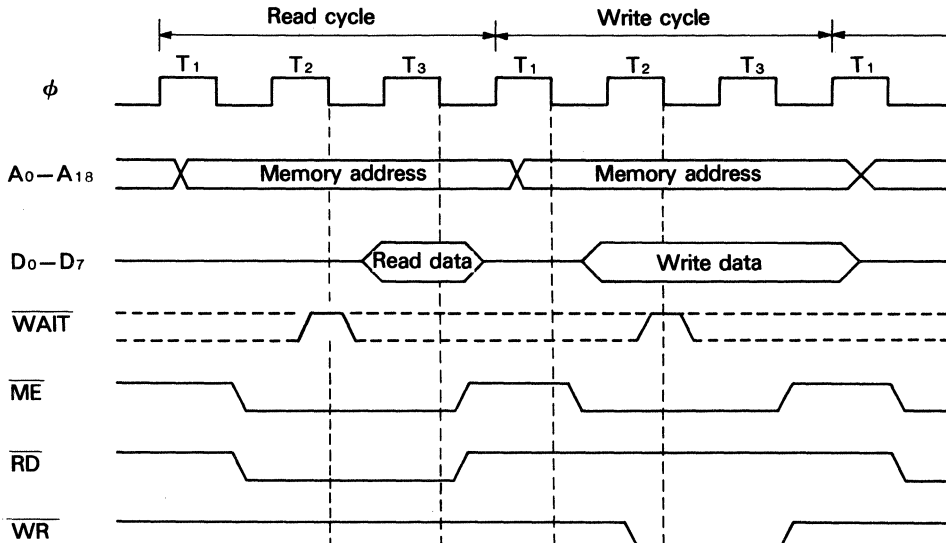 Read cycle Write cycle
T1 T2 T3 T1 T2 T3 T1
ϕ
A0—A18 Memory address Memory address
D0—D7 Read data Write data
WAIT
ME
RD
WR